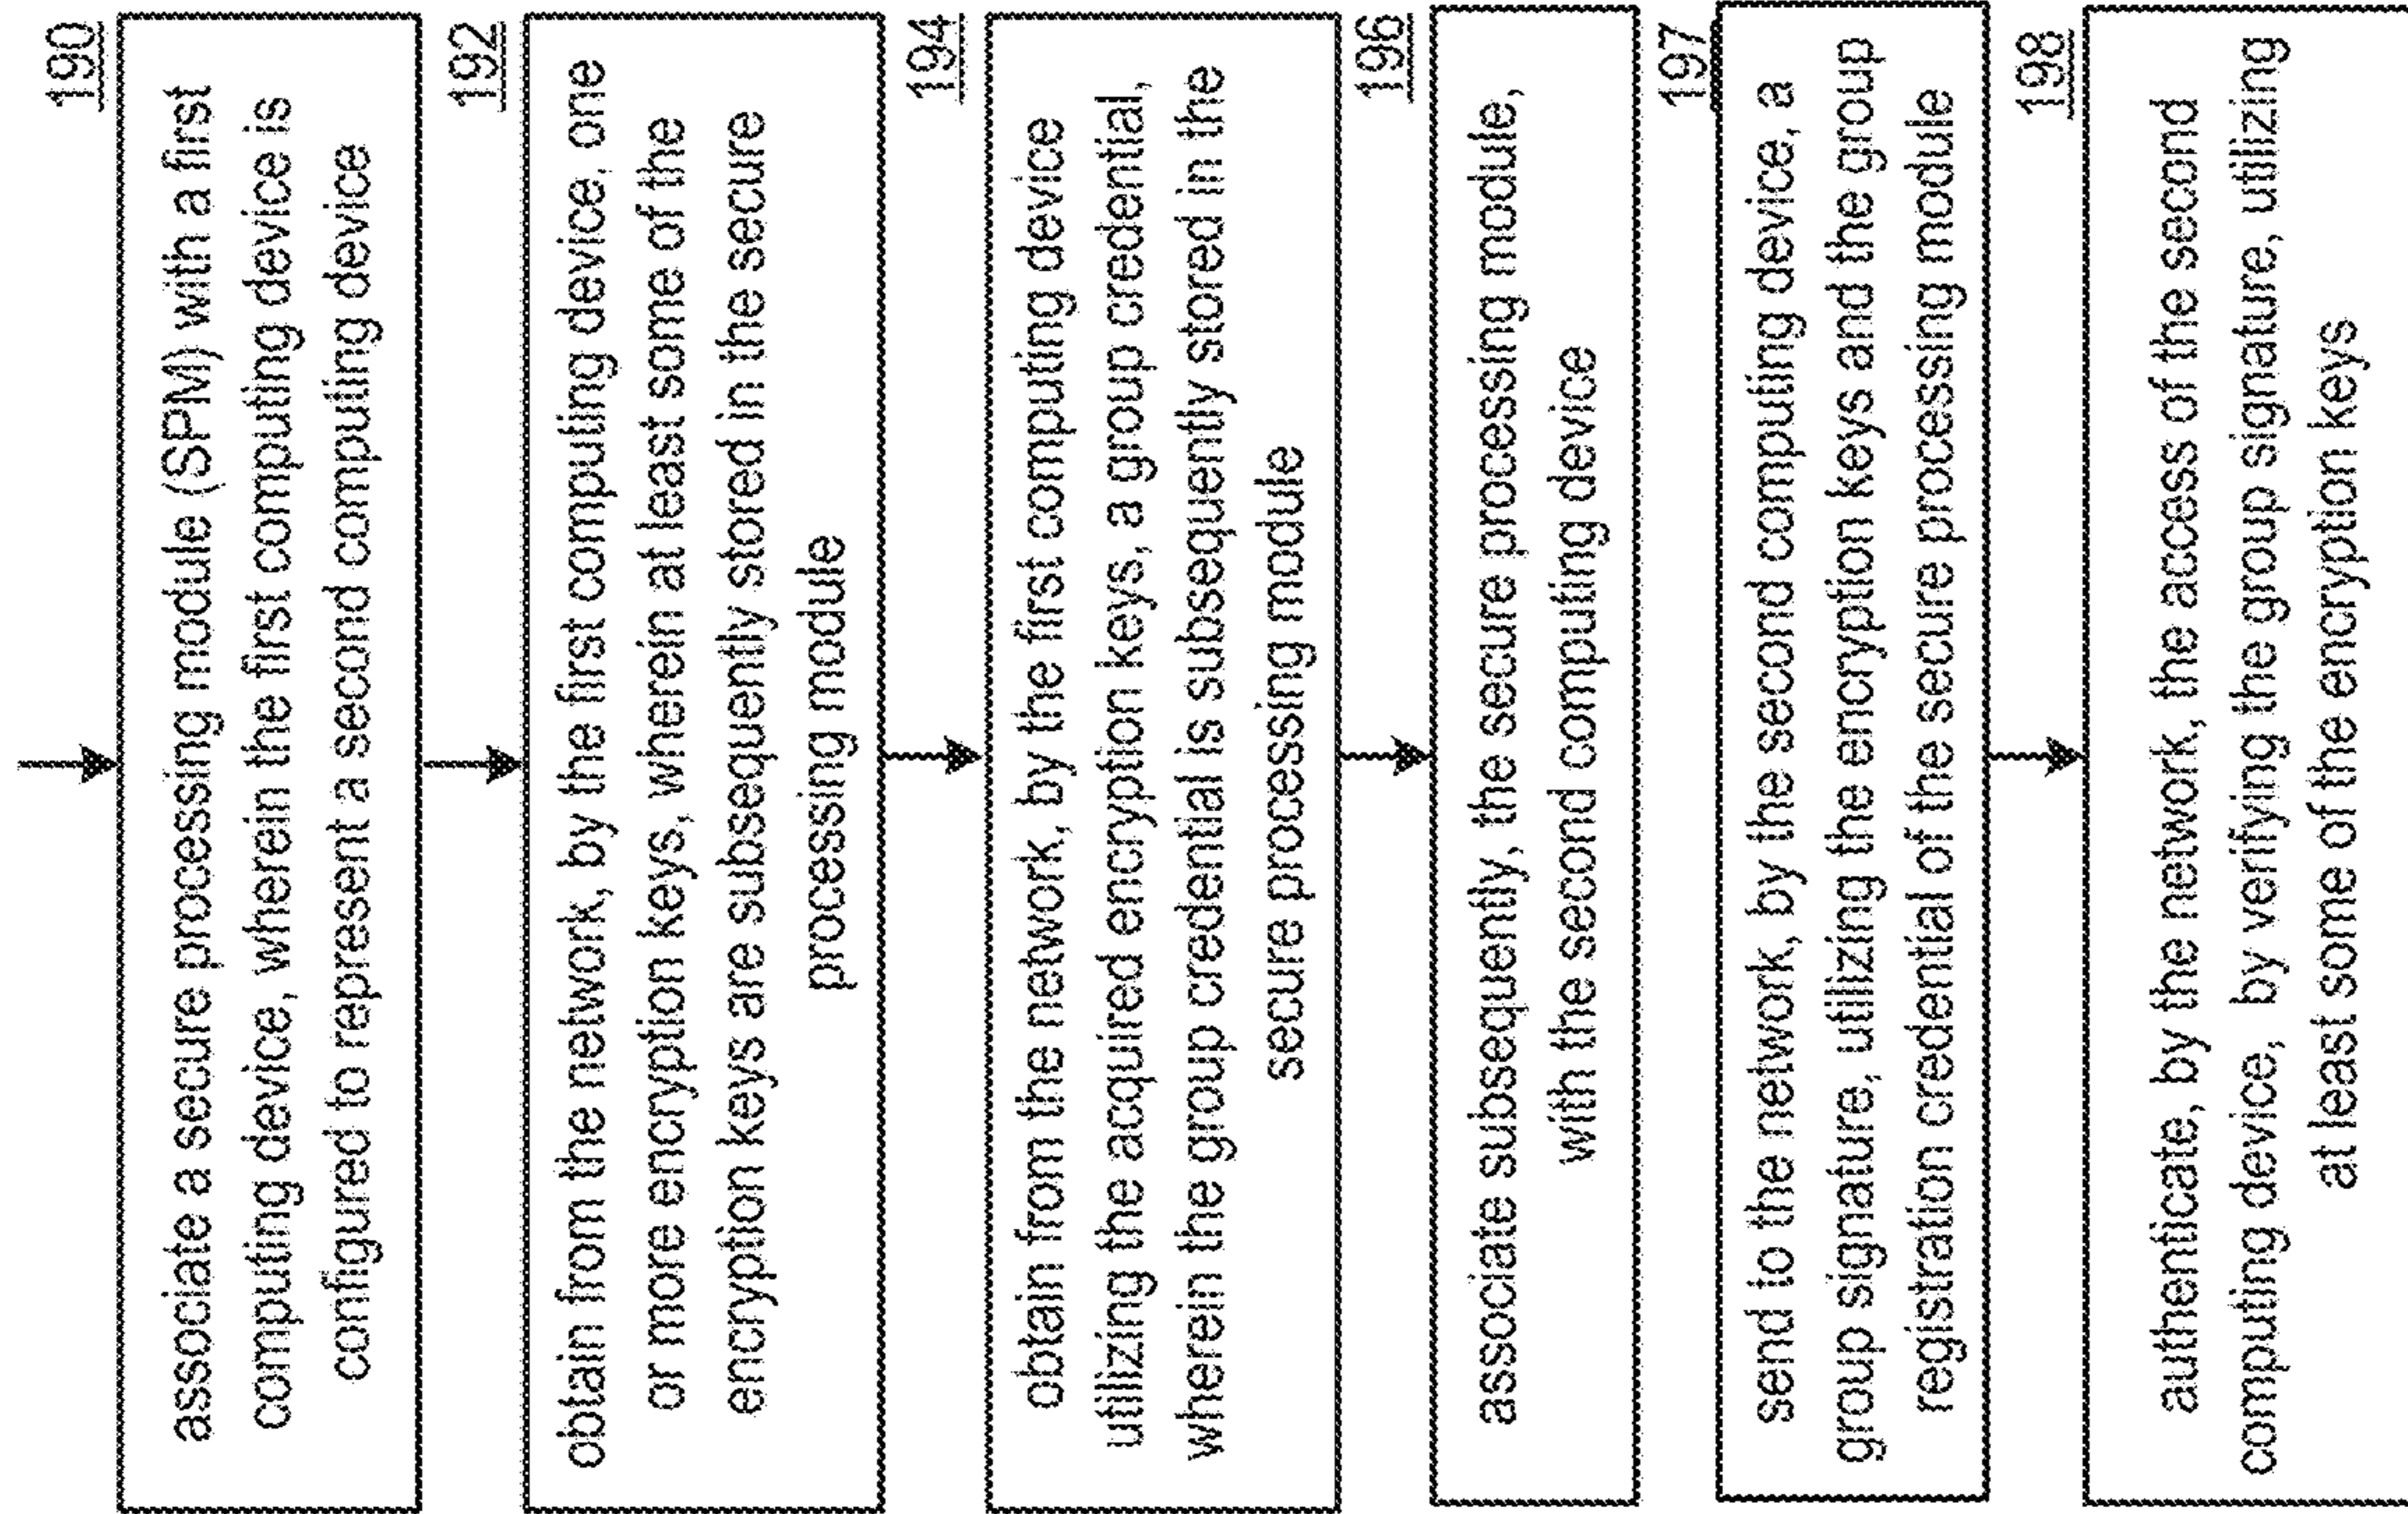 190
associate a secure processing module (SPM) with a first
computing device, wherein the first computing device is
configured to represent a second computing device
192
obtain from the network, by the first computing device, one
or more encryption keys, wherein at least some of the
encryption keys are subsequently stored in the secure
processing module
194
obtain from the network, by the first computing device
utilizing the acquired encryption keys, a group credential,
wherein the group credential is subsequently stored in the
secure processing module
196
associate subsequently, the secure processing module,
with the second computing device
197
send to the network, by the second computing device, a
group signature, utilizing the encryption keys and the group
registration credential of the secure processing module
198
authenticate, by the network, the access of the second
computing device, by verifying the group signature, utilizing
at least some of the encryption keys